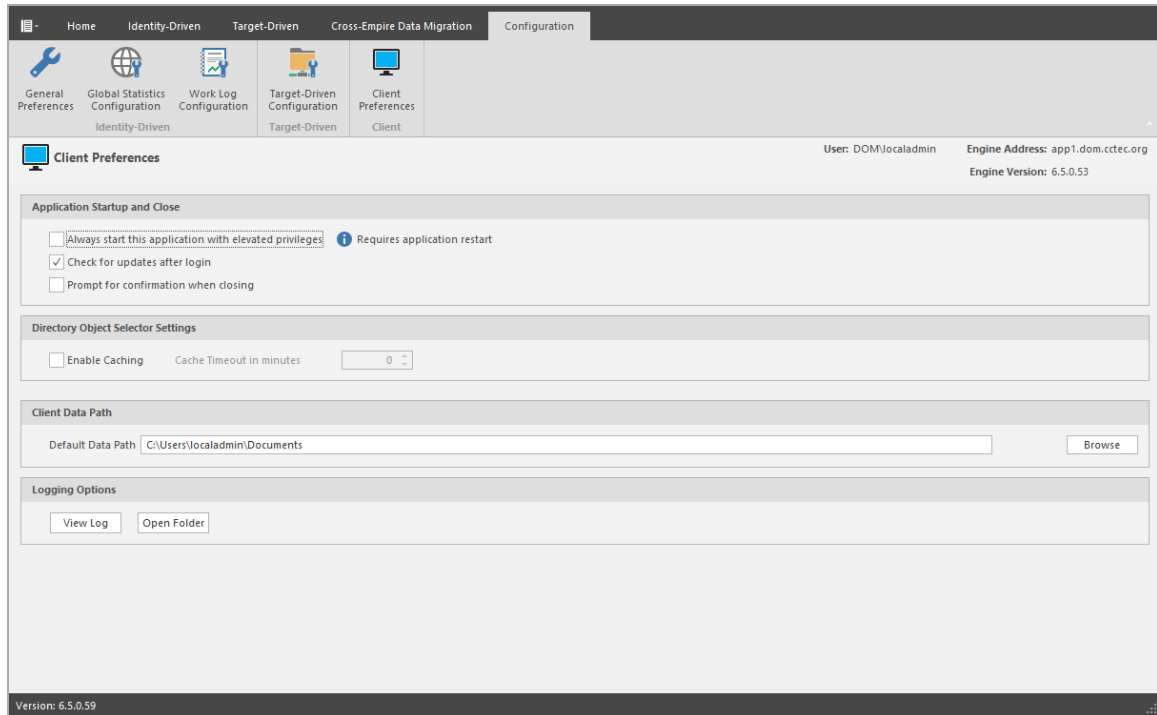 Home Identity-Driven Target-Driven Cross-Empire Data Migration Configuration
General Preferences
Global Statistics Configuration
Work Log Configuration
Target-Driven Configuration
Client Preferences
Identity-Driven Target-Driven Client
Client Preferences
User: DOM\localadmin Engine Address: app1.dom.cctec.org
Engine Version: 6.5.0.53
Application Startup and Close
Always start this application with elevated privileges Requires application restart
Check for updates after login
Prompt for confirmation when closing
Directory Object Selector Settings
Enable Caching Cache Timeout in minutes 0
Client Data Path
Default Data Path C:\Users\localadmin\Documents Browse
Logging Options
View Log Open Folder
Version: 6.5.0.59